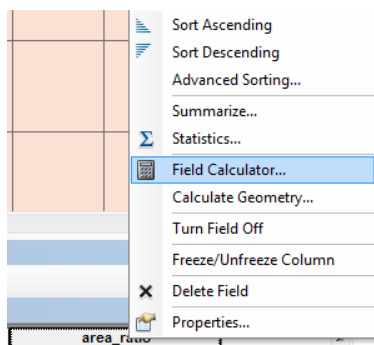 Sort Ascending
Sort Descending
Advanced Sorting...
Summarize...
Σ Statistics...
Field Calculator...
Calculate Geometry...
Turn Field Off
Freeze/Unfreeze Column
Delete Field
Properties...
area_ratio